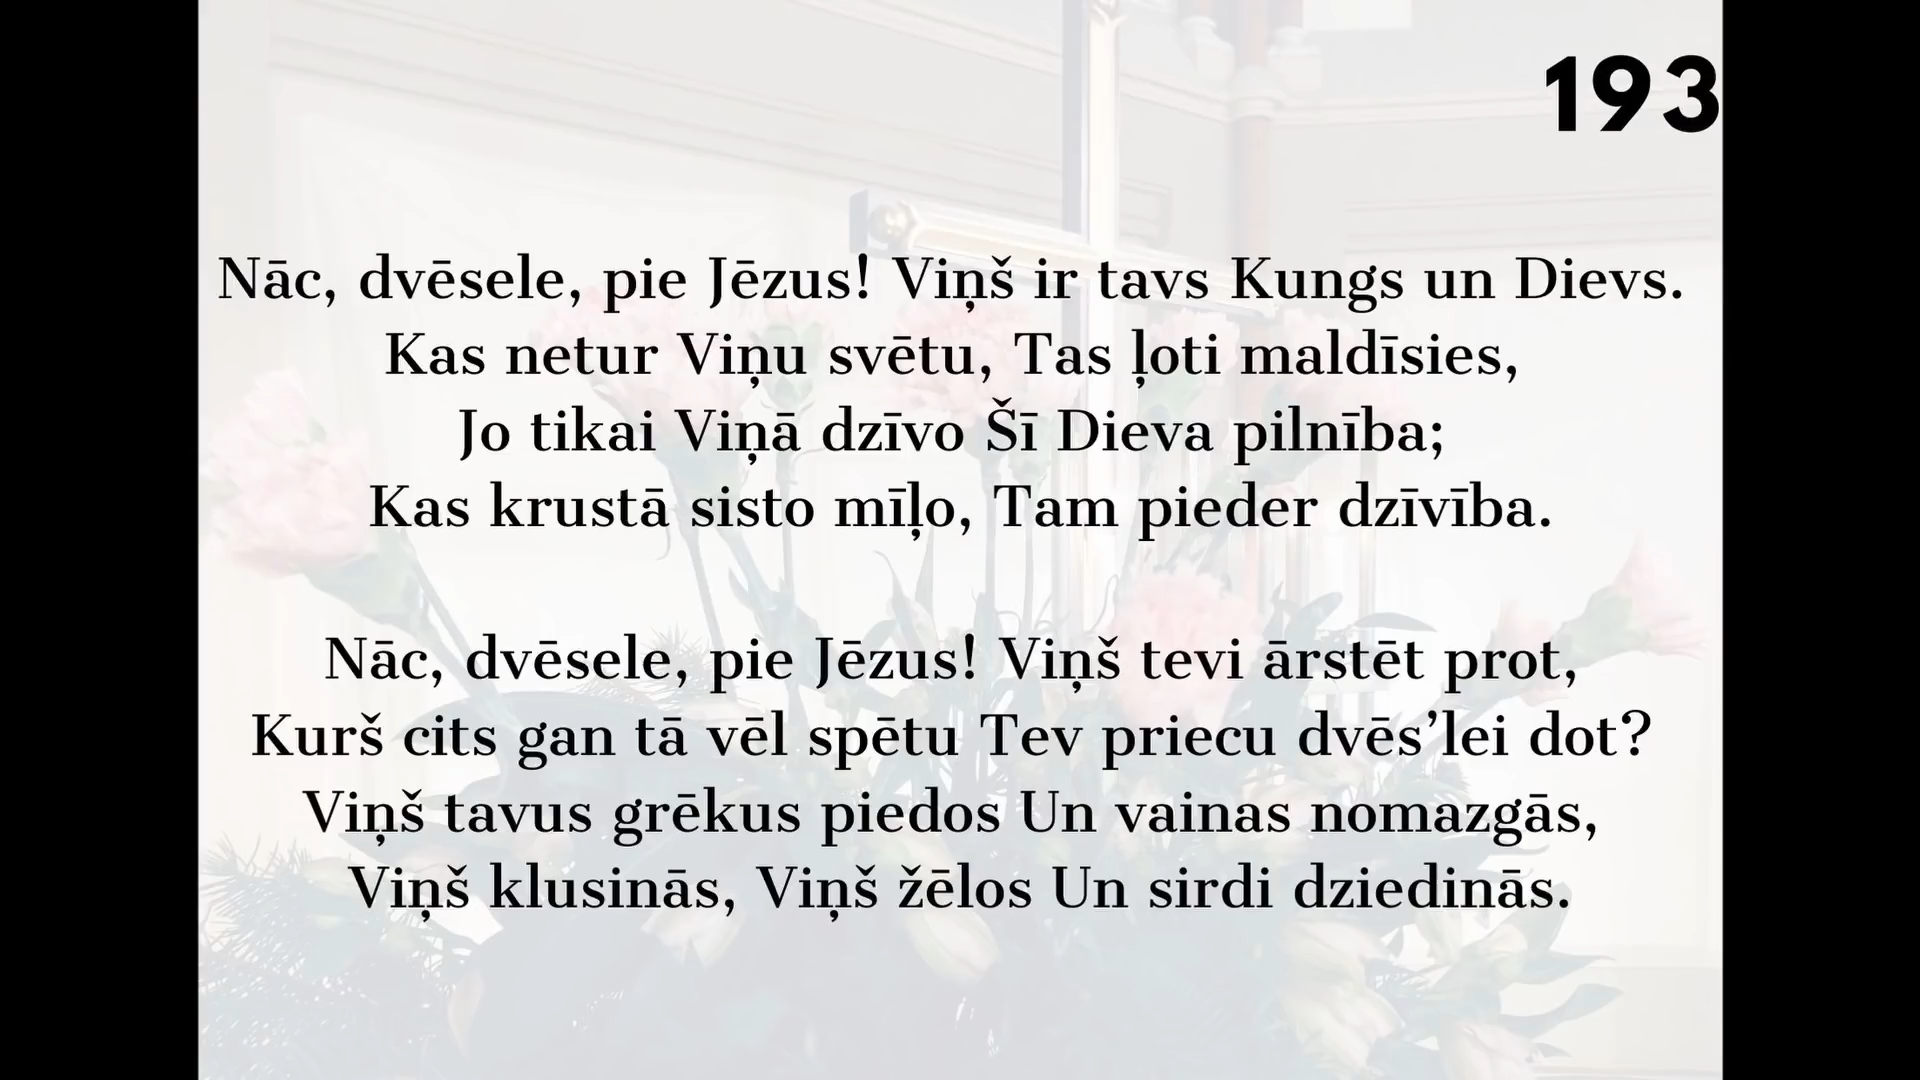 193
Nāc, dvēsele, pie Jēzus! Viņš ir tavs Kungs un Dievs.
Kas netur Viņu svētu, Tas ļoti maldīsies,
Jo tikai Viņā dzīvo Šī Dieva pilnība;
Kas krustā sisto mīļo, Tam pieder dzīvība.
Nāc, dvēsele, pie Jēzus! Viņš tevi ārstēt prot,
Kurš cits gan tā vēl spētu Tev priecu dvēs’lei dot?
Viņš tavus grēkus piedos Un vainas nomazgās,
Viņš klusinās, Viņš žēlos Un sirdi dziedinās.